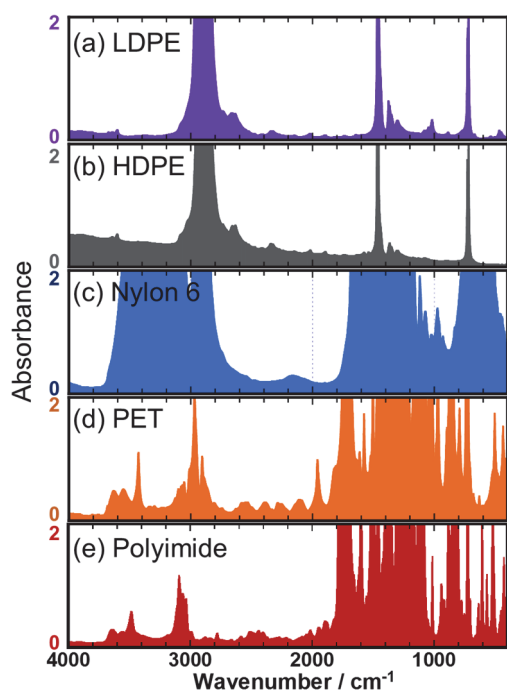 2
(a) LDPE
0
2
(b) HDPE
0
2
(c) Nylon 6
0
2
(d) PET
0
2
(e) Polyimide
0
Absorbance
4000 3000 2000 1000
Wavenumber / cm⁻¹